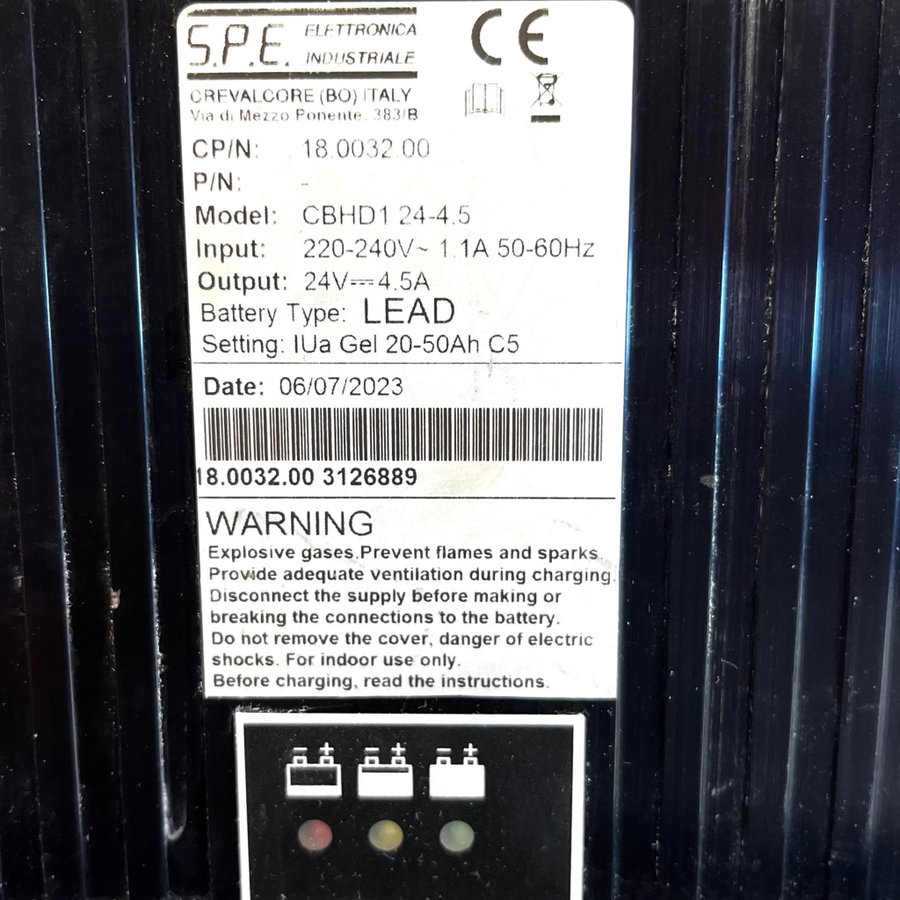 S.P.E. ELETTRONICA
INDUSTRIALE
CE
CREVALCORE (BO) ITALY
Via di Mezzo Ponente, 383/B
CP/N: 18.0032.00
P/N: -
Model: CBHD1 24-4.5
Input: 220-240V~ 1.1A 50-60Hz
Output: 24V⎓4.5A
Battery Type: LEAD
Setting: IUa Gel 20-50Ah C5
Date: 06/07/2023
18.0032.00 3126889
WARNING
Explosive gases.Prevent flames and sparks.
Provide adequate ventilation during charging.
Disconnect the supply before making or
breaking the connections to the battery.
Do not remove the cover, danger of electric
shocks. For indoor use only.
Before charging, read the instructions.